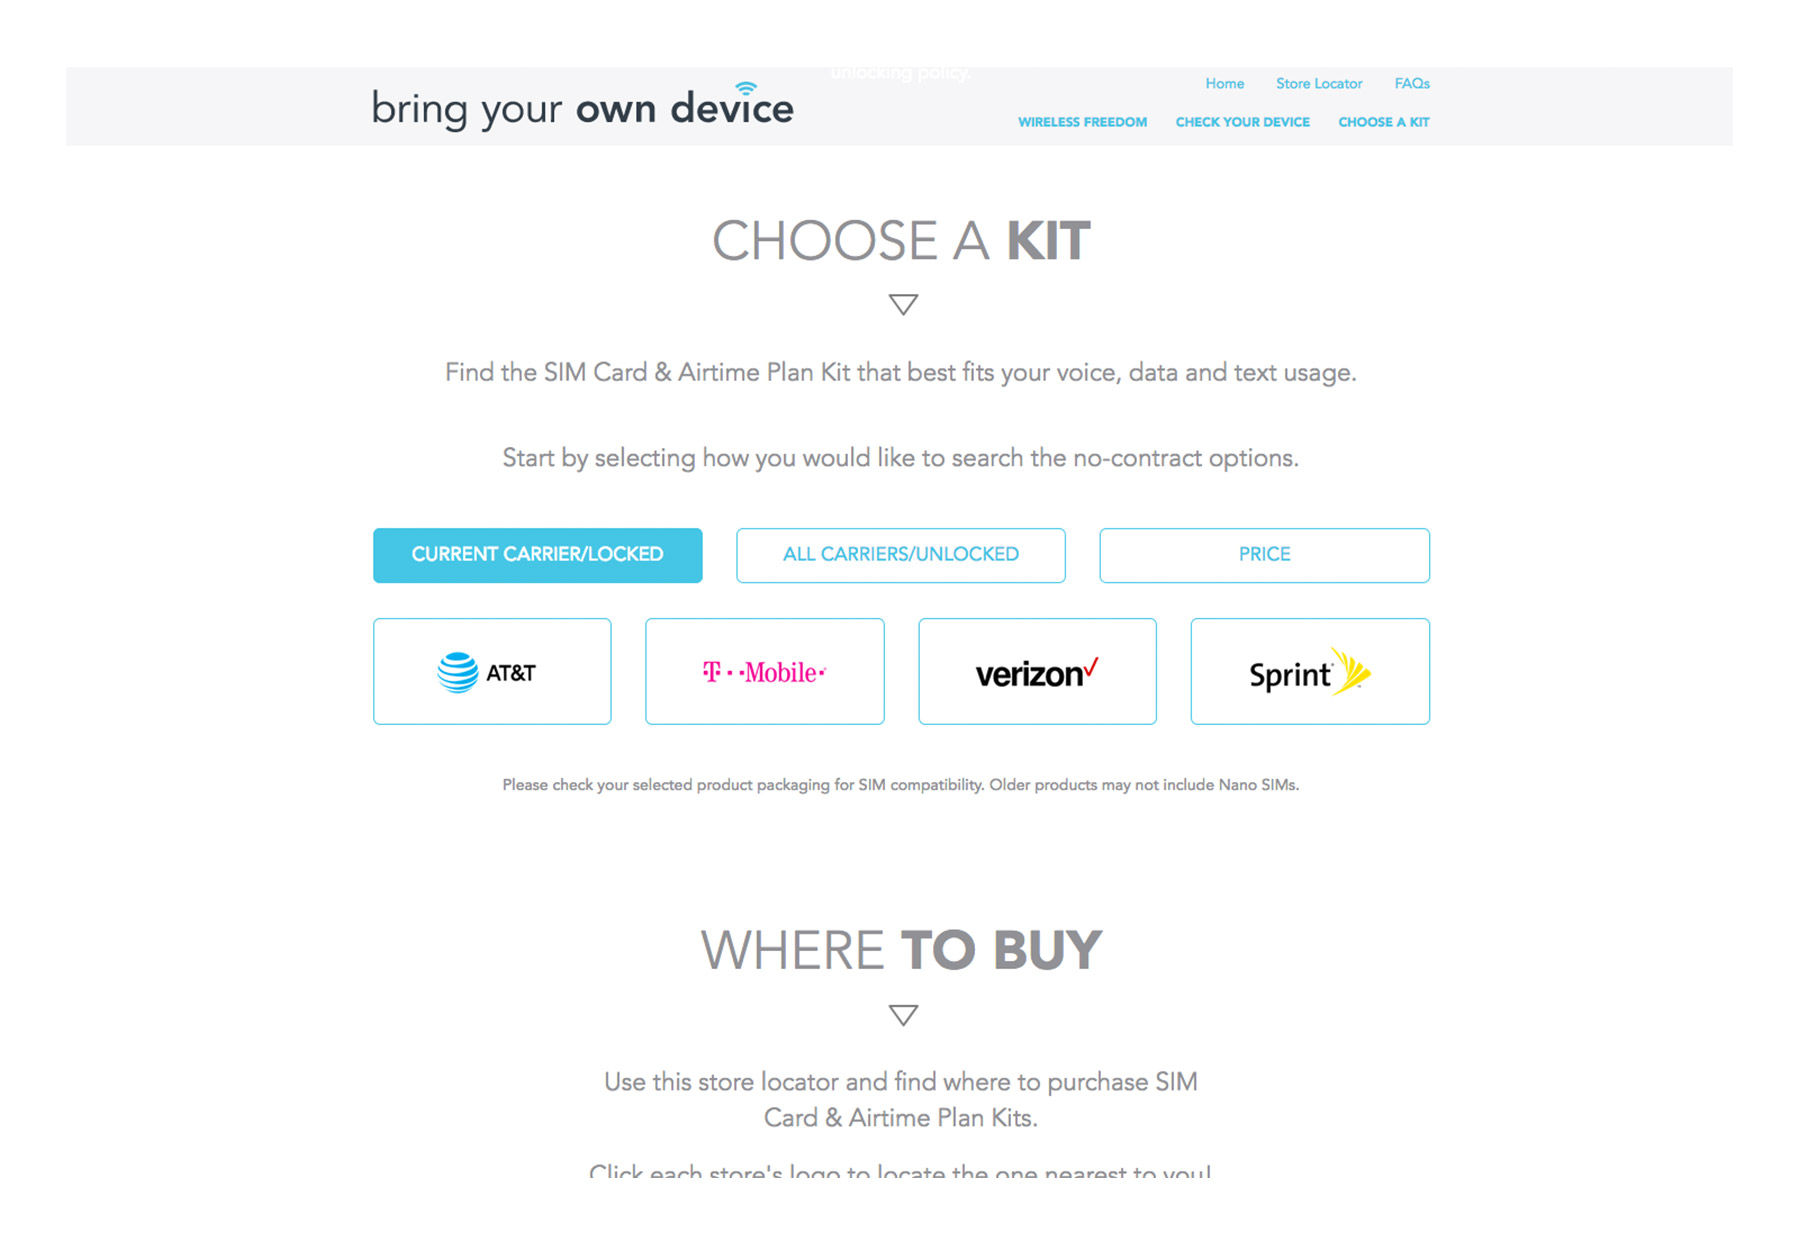 unlocking policy.
bring your own device
Home Store Locator FAQs
WIRELESS FREEDOM CHECK YOUR DEVICE CHOOSE A KIT
CHOOSE A KIT
Find the SIM Card & Airtime Plan Kit that best fits your voice, data and text usage.
Start by selecting how you would like to search the no-contract options.
CURRENT CARRIER/LOCKED ALL CARRIERS/UNLOCKED PRICE
AT&T T··Mobile· verizon Sprint
Please check your selected product packaging for SIM compatibility. Older products may not include Nano SIMs.
WHERE TO BUY
Use this store locator and find where to purchase SIM
Card & Airtime Plan Kits.
Click each store's logo to locate the one nearest to you!